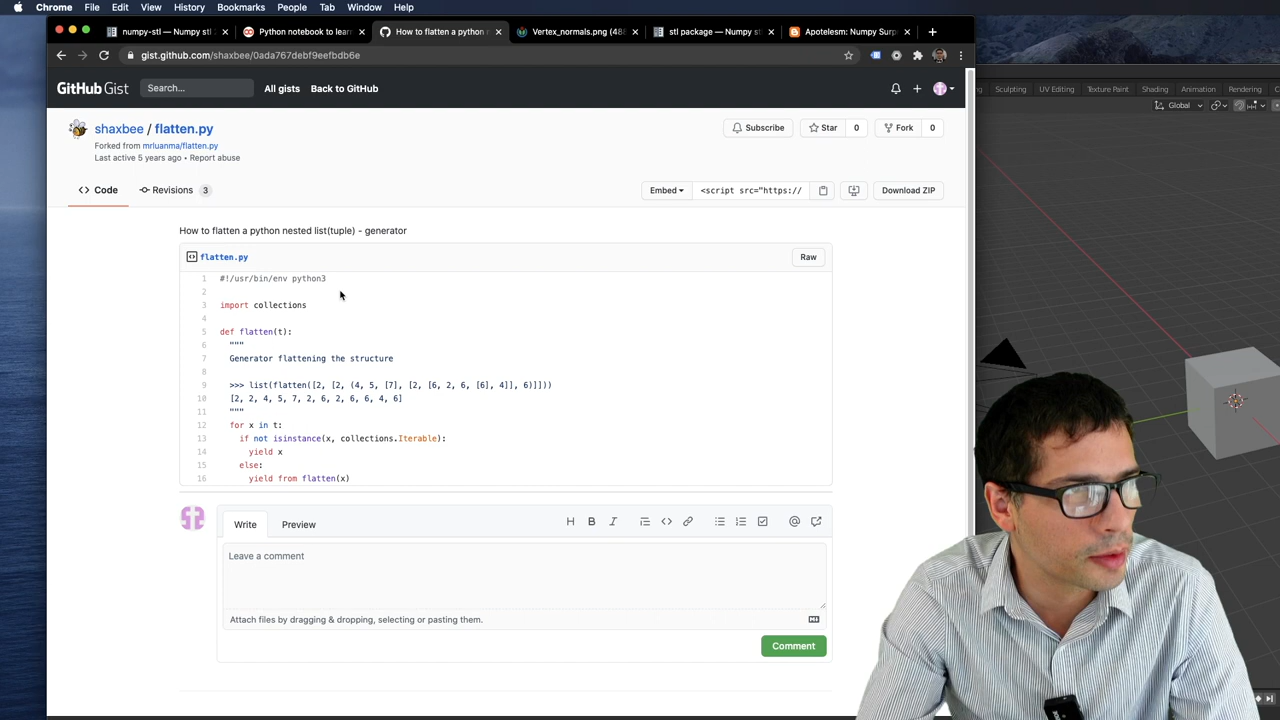 Chrome File Edit View History Bookmarks People Tab Window Help
numpy-stl — Numpy stl
Python notebook to lear
How to flatten a python
Vertex_normals.png (488
stl package — Numpy st
Apotelesm: Numpy Surp
gist.github.com/shaxbee/0ada767debf9eefbdb6e
Sculpting UV Editing Texture Paint Shading Animation Rendering
Global
GitHub Gist Search... All gists Back to GitHub
shaxbee / flatten.py
Subscribe Star 0 Fork 0
Forked from mrluanma/flatten.py
Last active 5 years ago • Report abuse
Code Revisions 3
Embed <script src="https:// Download ZIP
How to flatten a python nested list(tuple) - generator
flatten.py Raw
1 #!/usr/bin/env python3
2
3 import collections
4
5 def flatten(t):
6 """
7 Generator flattening the structure
8
9 >>> list(flatten([2, [2, (4, 5, [7], [2, [6, 2, 6, [6], 4]], 6)]]))
10 [2, 2, 4, 5, 7, 2, 6, 2, 6, 6, 4, 6]
11 """
12 for x in t:
13 if not isinstance(x, collections.Iterable):
14 yield x
15 else:
16 yield from flatten(x)
Write Preview
Leave a comment
Attach files by dragging & dropping, selecting or pasting them.
Comment